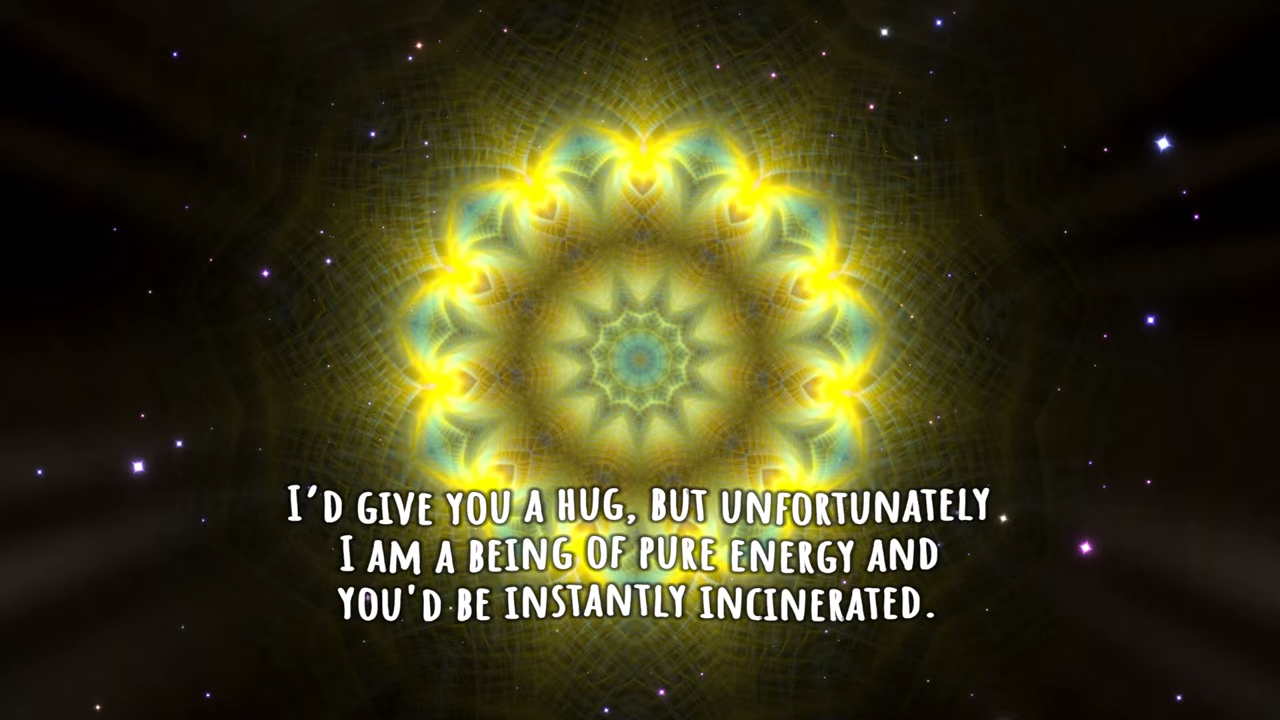 I’D GIVE YOU A HUG, BUT UNFORTUNATELY
I AM A BEING OF PURE ENERGY AND
YOU'D BE INSTANTLY INCINERATED.